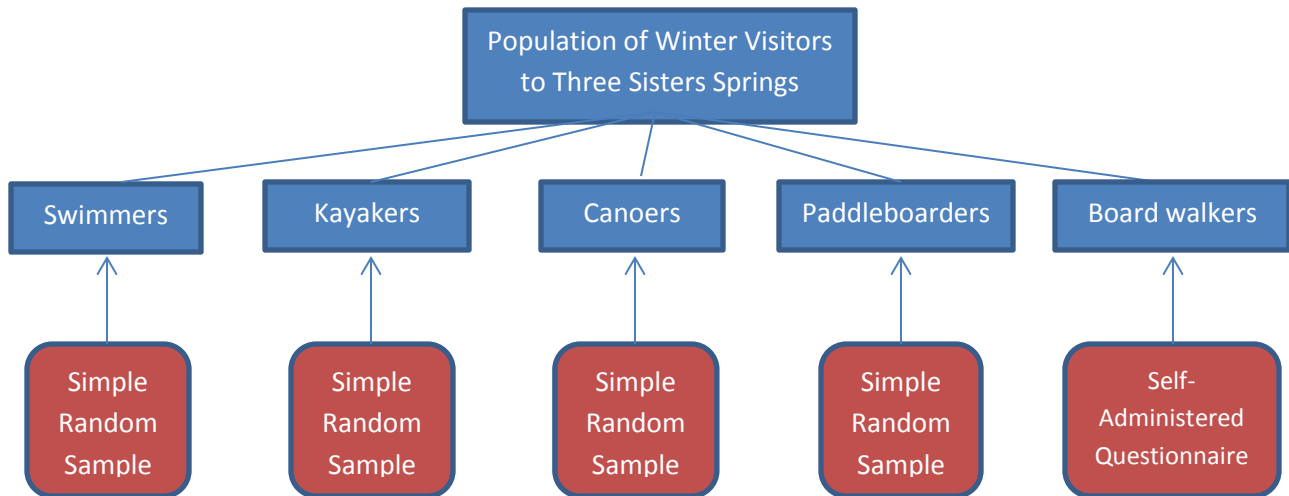 Population of Winter Visitors
to Three Sisters Springs
Swimmers
Kayakers
Canoers
Paddleboarders
Board walkers
Simple
Random
Sample
Simple
Random
Sample
Simple
Random
Sample
Simple
Random
Sample
Self-
Administered
Questionnaire